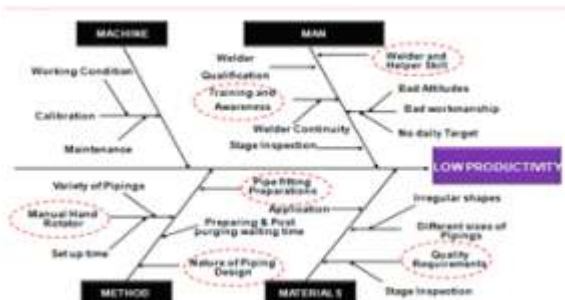 MACHINE
MAN
Welder
Qualification
Welder and
Helper Skill
Working Condition
Training and
Awareness
Bad Attitudes
Bad workmanship
Calibration
Welder Continuity
No daily Target
Maintenance
Stage Inspection
LOW PRODUCTIVITY
Variety of Pipings
Pipe fitting
Preparations
Irregular shapes
Manual Hand
Rotator
Application
Preparing & Post
purging waiting time
Different sizes of
Pipings
Set up time
Nature of Piping
Design
Quality
Requirements
Stage Inspection
METHOD
MATERIALS